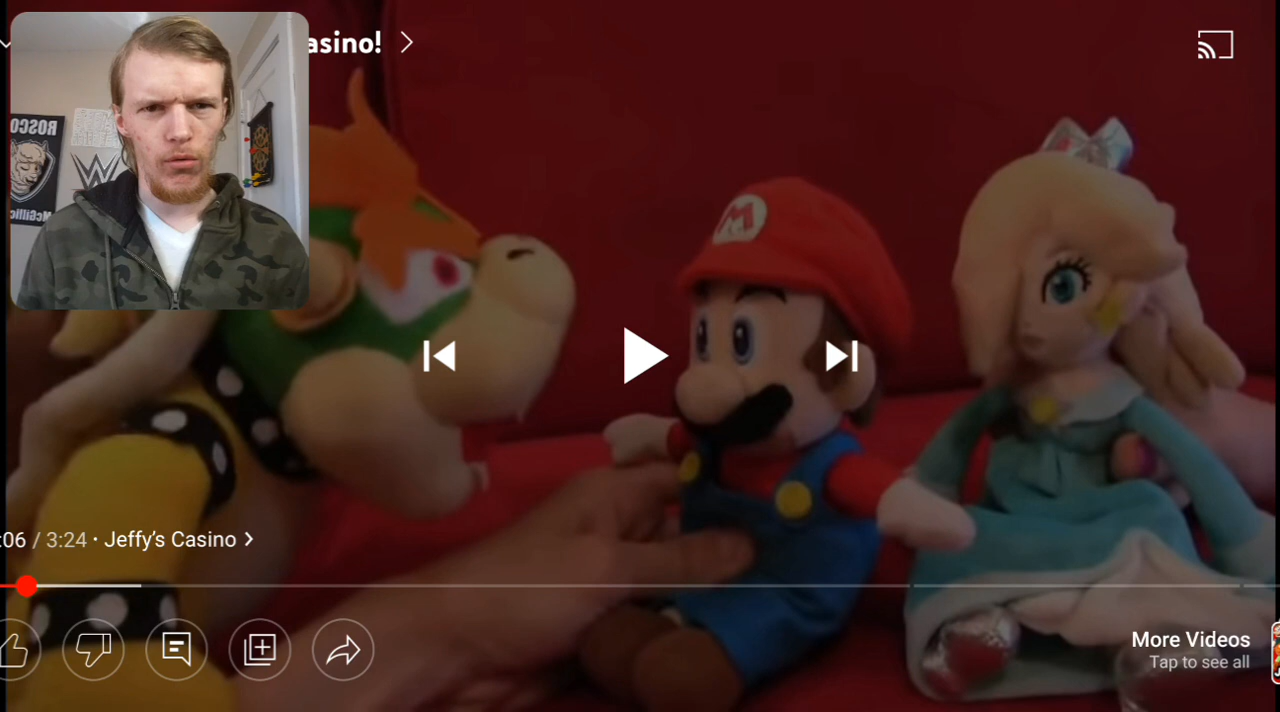 asino!
ROSCO
McGillic
W
M
:06 / 3:24 · Jeffy's Casino
More Videos
Tap to see all